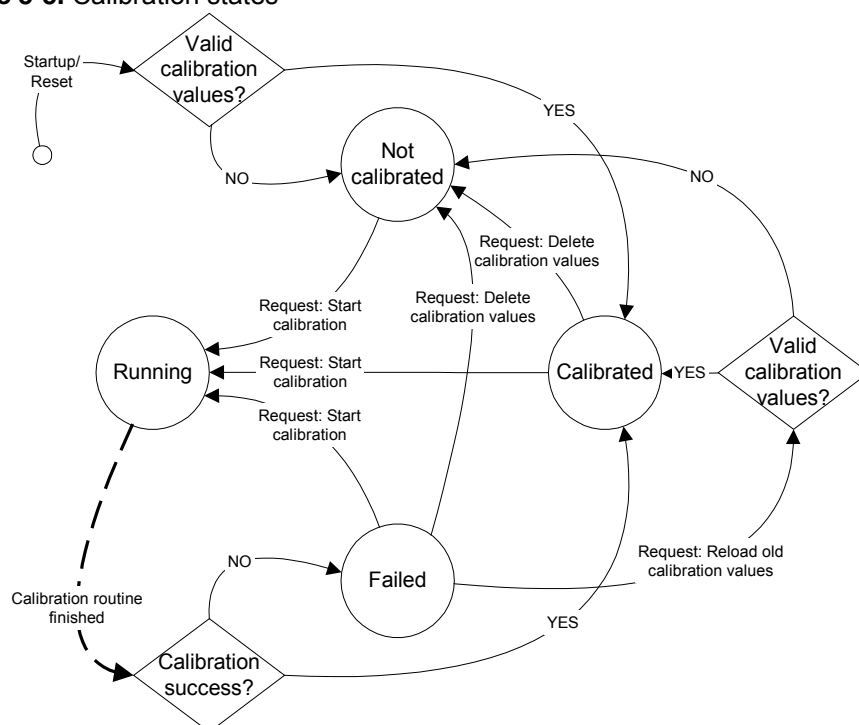 Calibration states
Startup/
Reset
Valid
calibration
values?
YES
NO
Not
calibrated
NO
Request: Delete
calibration values
Request: Delete
calibration values
Request: Start
calibration
Running
Request: Start
calibration
Calibrated
YES
Valid
calibration
values?
Request: Start
calibration
Calibration routine
finished
NO
Failed
Request: Reload old
calibration values
YES
Calibration
success?